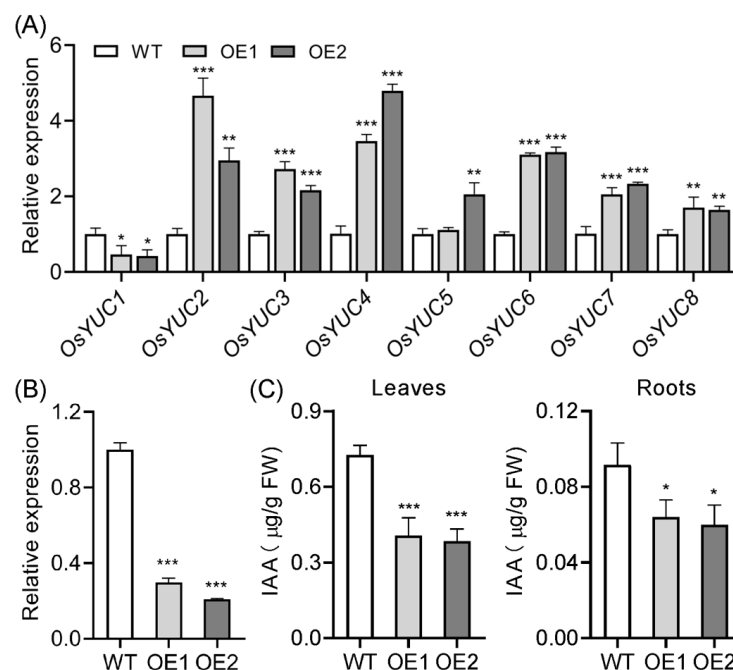 (A)
WT OE1 OE2
Relative expression
6
4
2
0
* * *** ** *** *** *** *** ** *** *** *** *** ** **
OsYUC1 OsYUC2 OsYUC3 OsYUC4 OsYUC5 OsYUC6 OsYUC7 OsYUC8
(B)
Relative expression
1.2
0.8
0.4
0.0
*** ***
WT OE1 OE2
(C)
Leaves
IAA ( μg/g FW)
0.9
0.6
0.3
0.0
*** ***
WT OE1 OE2
Roots
IAA ( μg/g FW)
0.12
0.08
0.04
0.00
* *
WT OE1 OE2